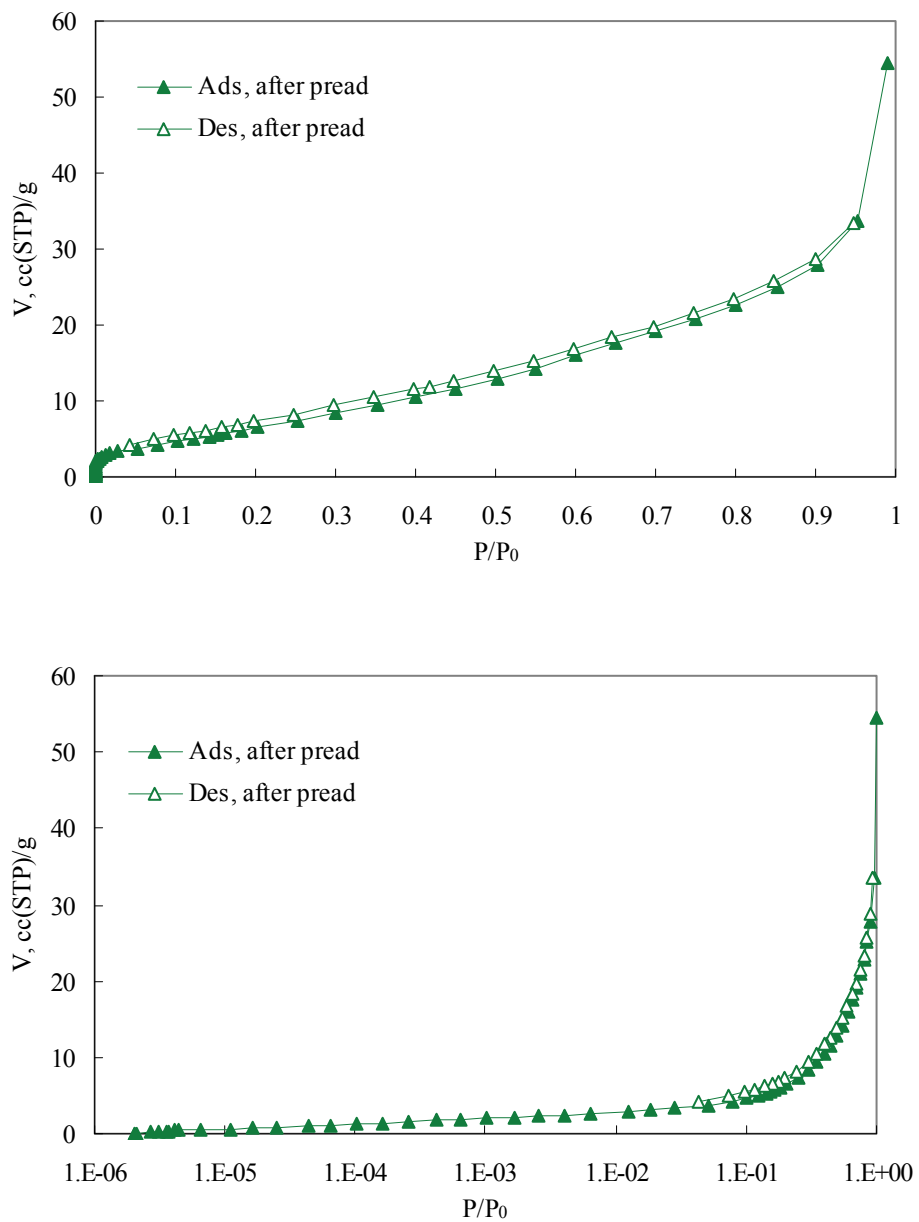 60
50
40
30
20
10
0
V, cc(STP)/g
Ads, after pread
Des, after pread
0 0.1 0.2 0.3 0.4 0.5 0.6 0.7 0.8 0.9 1
P/P₀
60
50
40
30
20
10
0
V, cc(STP)/g
Ads, after pread
Des, after pread
1.E-06 1.E-05 1.E-04 1.E-03 1.E-02 1.E-01 1.E+00
P/P₀